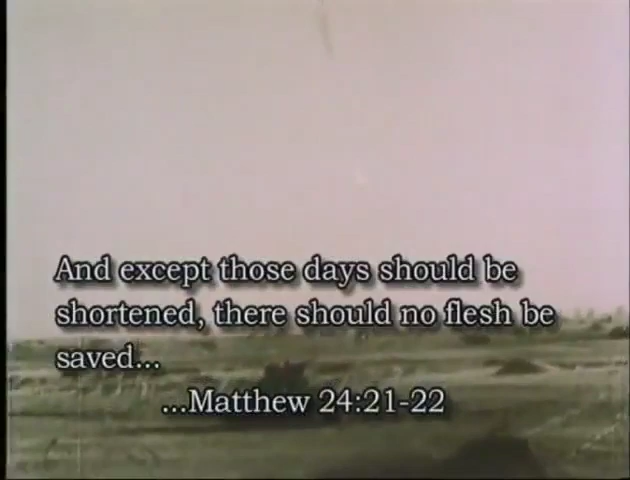 And except those days should be
shortened, there should no flesh be
saved...
...Matthew 24:21-22